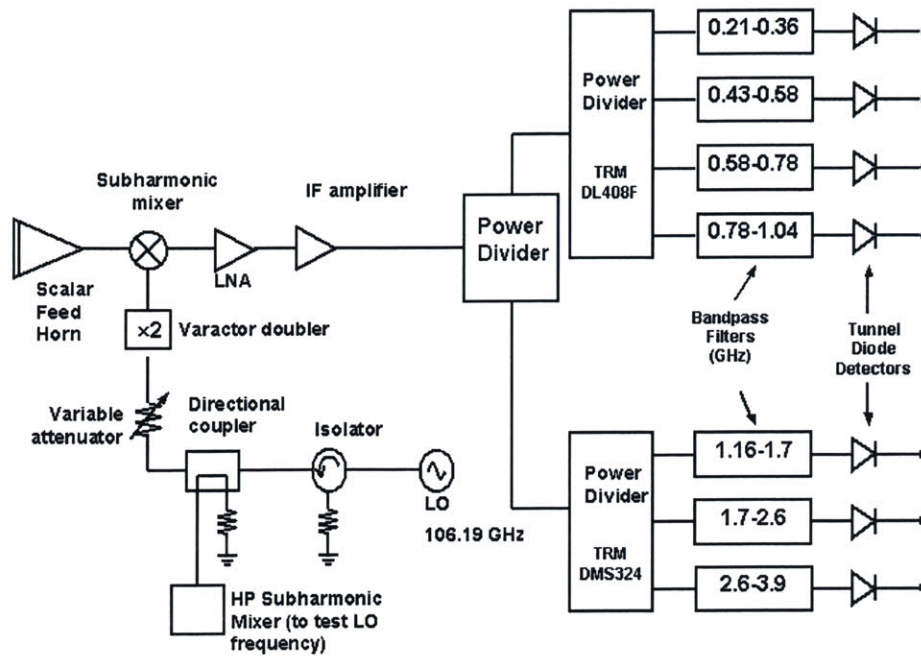 Scalar
Feed
Horn
Subharmonic
mixer
LNA
IF amplifier
×2
Varactor doubler
Variable
attenuator
Directional
coupler
Isolator
LO
106.19 GHz
HP Subharmonic
Mixer (to test LO
frequency)
Power
Divider
Power
Divider
TRM
DL408F
0.21-0.36
0.43-0.58
0.58-0.78
0.78-1.04
Bandpass
Filters
(GHz)
Tunnel
Diode
Detectors
Power
Divider
TRM
DMS324
1.16-1.7
1.7-2.6
2.6-3.9